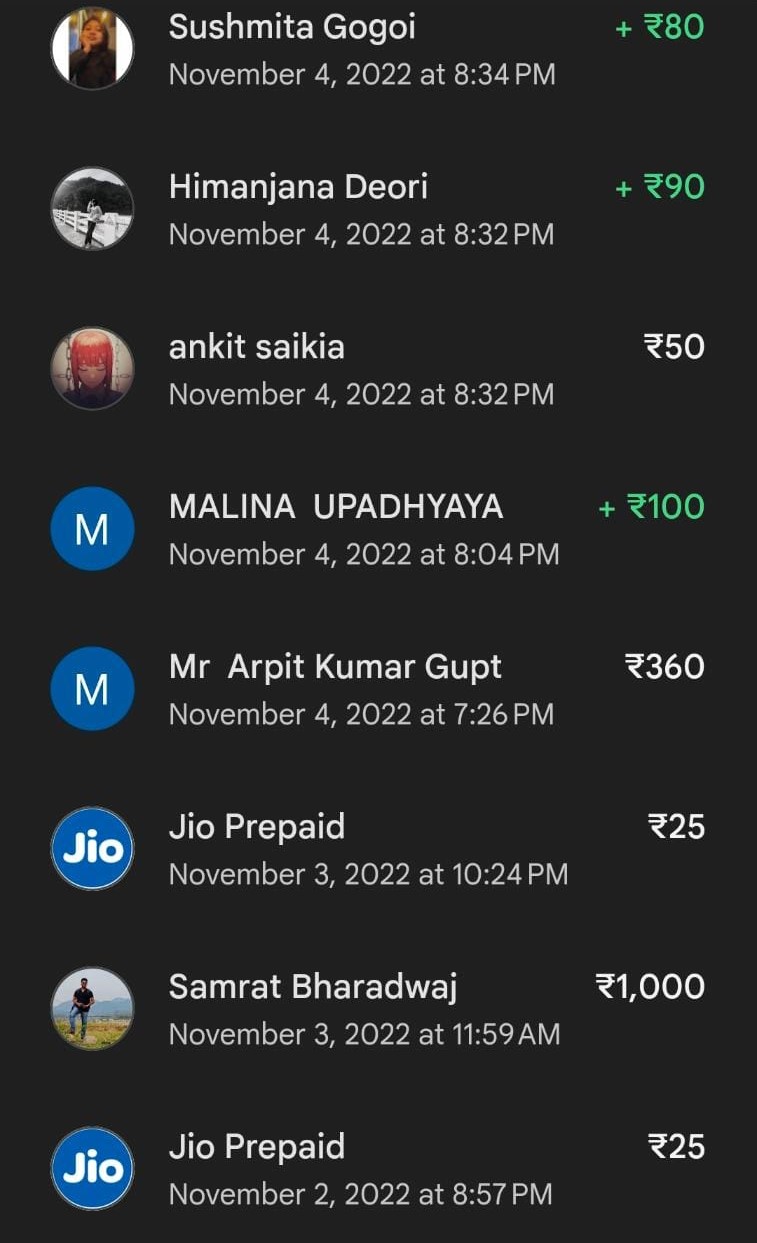 Sushmita Gogoi + ₹80
November 4, 2022 at 8:34 PM
Himanjana Deori + ₹90
November 4, 2022 at 8:32 PM
ankit saikia ₹50
November 4, 2022 at 8:32 PM
M MALINA  UPADHYAYA + ₹100
November 4, 2022 at 8:04 PM
M Mr  Arpit Kumar Gupt ₹360
November 4, 2022 at 7:26 PM
Jio Jio Prepaid ₹25
November 3, 2022 at 10:24 PM
Samrat Bharadwaj ₹1,000
November 3, 2022 at 11:59 AM
Jio Jio Prepaid ₹25
November 2, 2022 at 8:57 PM